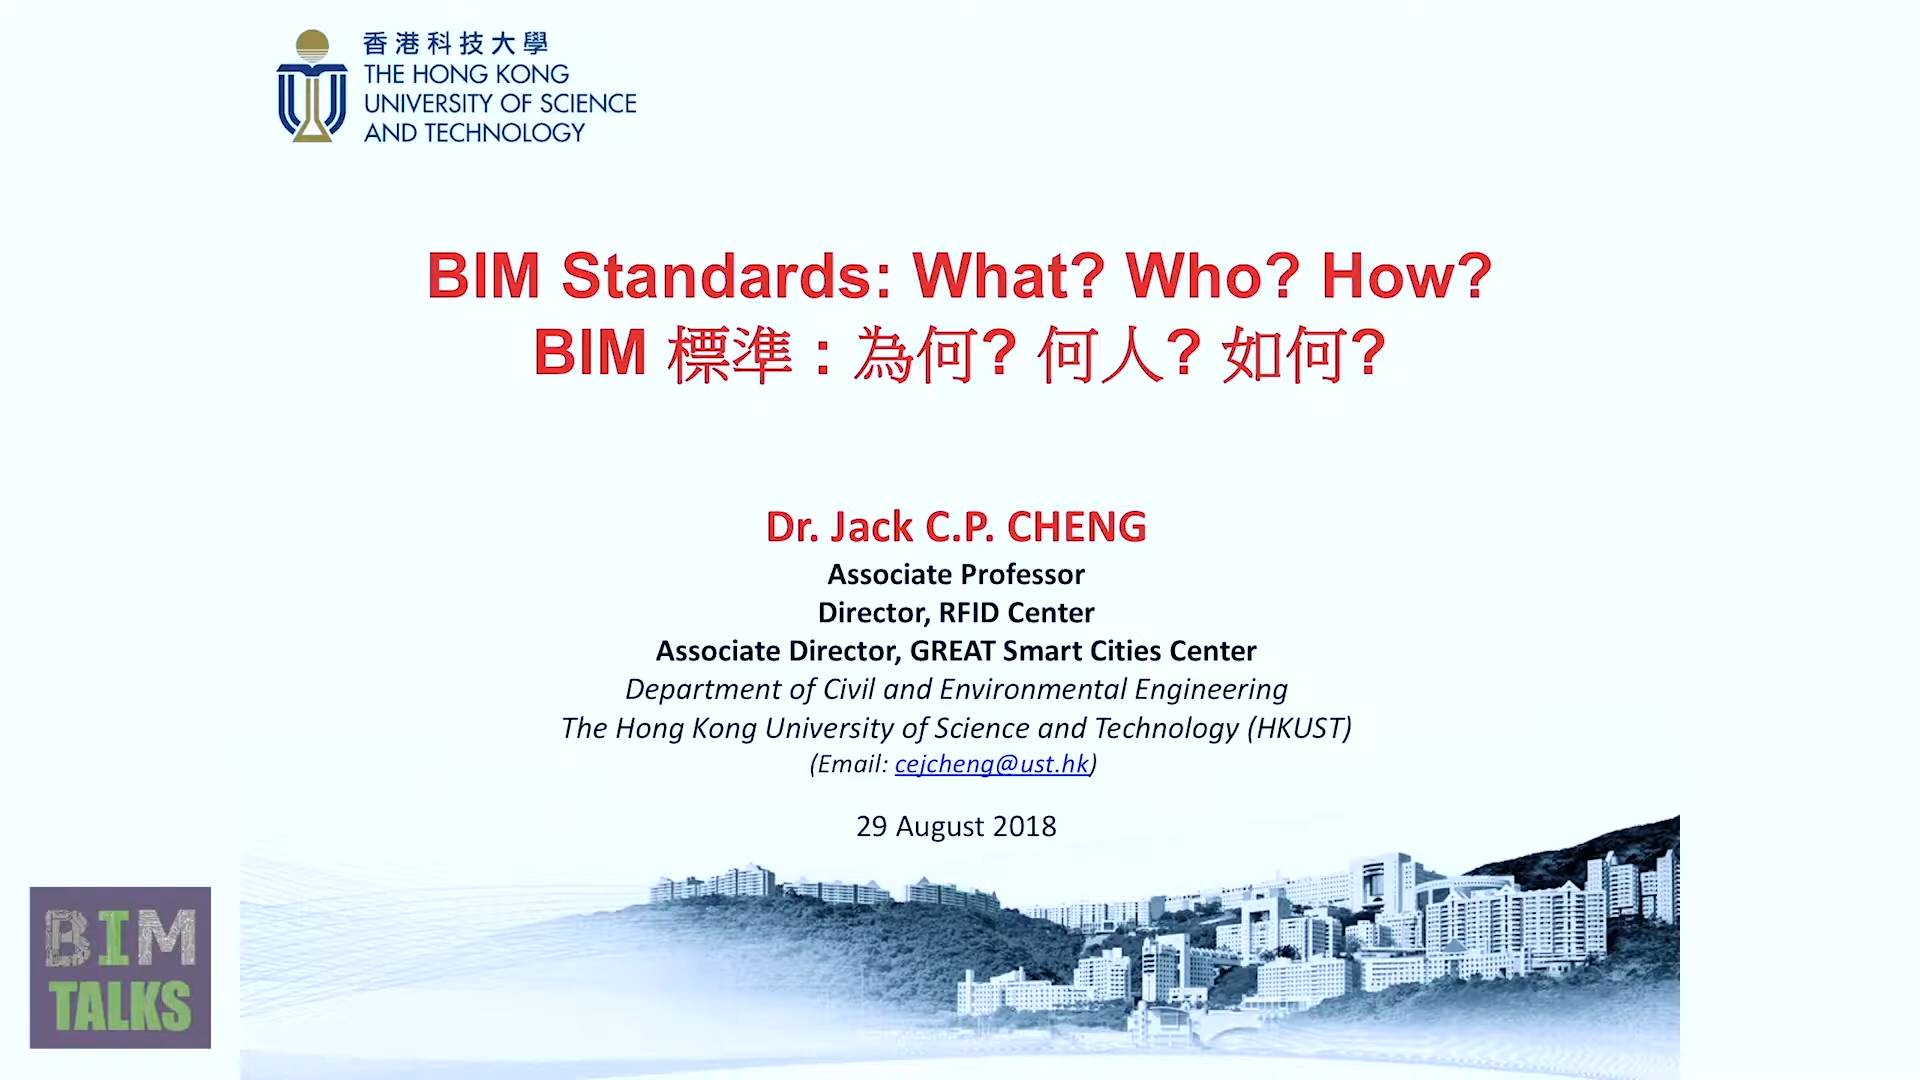 香港科技大學
THE HONG KONG
UNIVERSITY OF SCIENCE
AND TECHNOLOGY
BIM Standards: What? Who? How?
BIM 標準 : 為何? 何人? 如何?
Dr. Jack C.P. CHENG
Associate Professor
Director, RFID Center
Associate Director, GREAT Smart Cities Center
Department of Civil and Environmental Engineering
The Hong Kong University of Science and Technology (HKUST)
(Email: cejcheng@ust.hk)
29 August 2018
BIM
TALKS